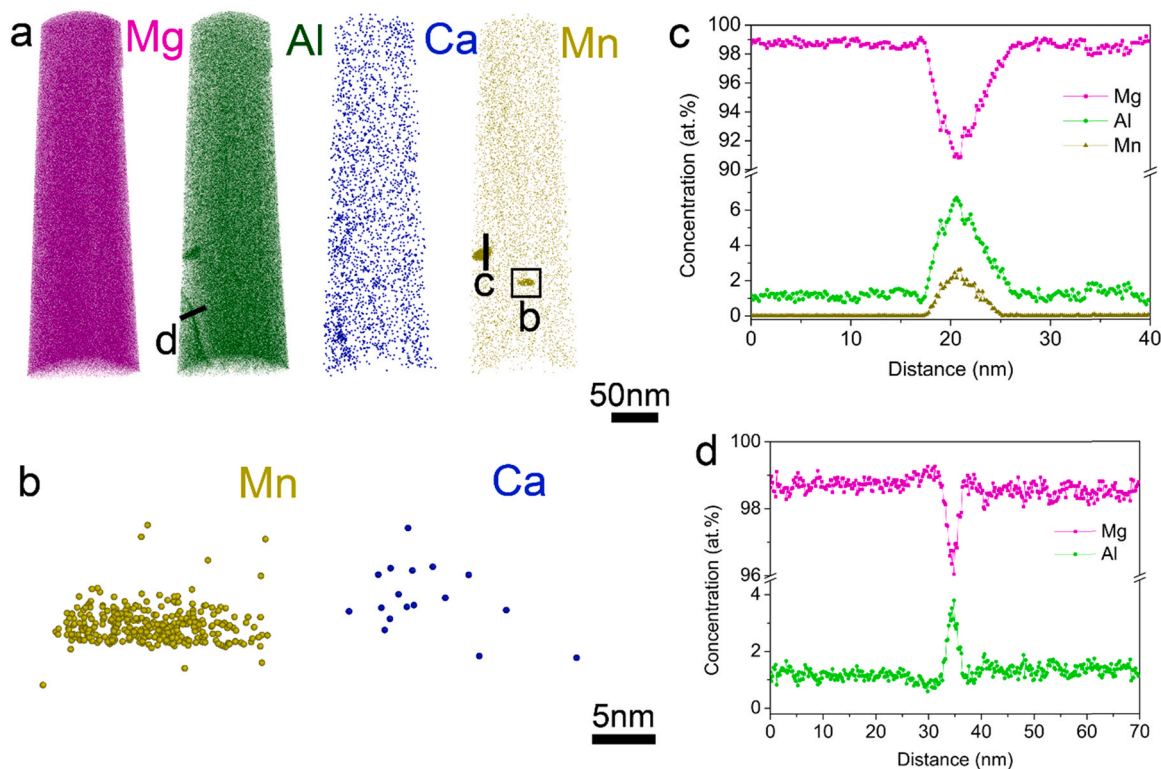 a Mg Al Ca Mn
d c b
50nm
b Mn Ca
5nm
c
100
98
96
94
92
90
6
4
2
0
Concentration (at.%)
Mg
Al
Mn
0 10 20 30 40
Distance (nm)
d
100
98
96
4
2
0
Concentration (at.%)
Mg
Al
0 10 20 30 40 50 60 70
Distance (nm)